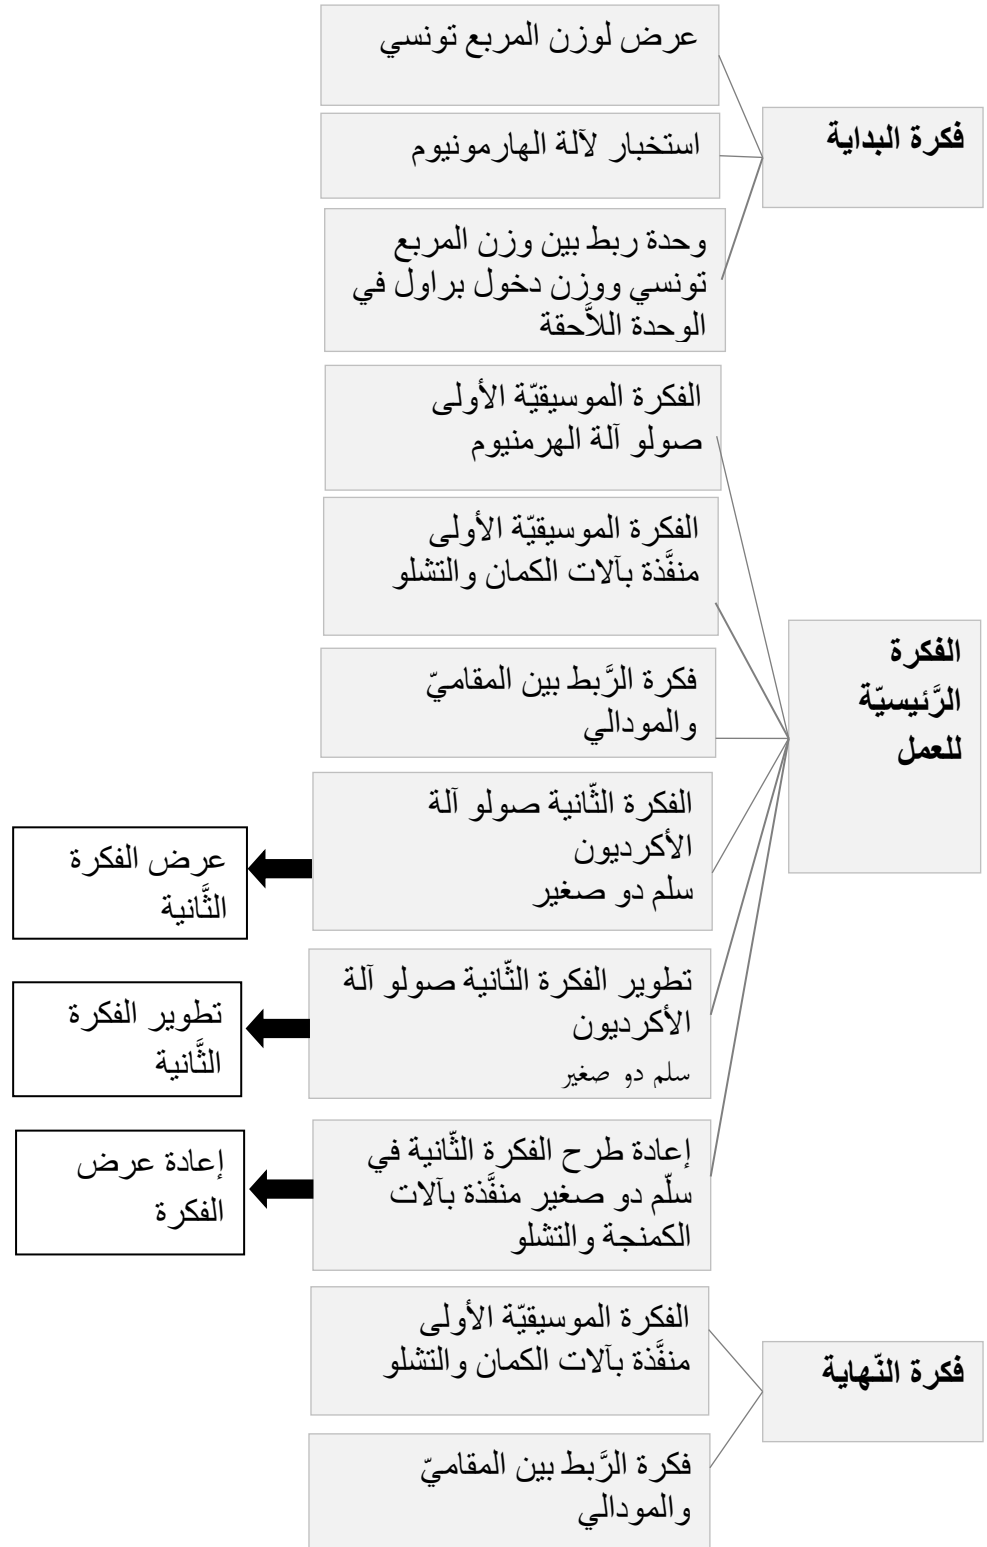 فكرة البداية
عرض لوزن المربع تونسي
استخبار لآلة الهارمونيوم
وحدة ربط بين وزن المربع
تونسي ووزن دخول براول في
الوحدة اللاَّحقة
الفكرة
الرَّئيسيّة
للعمل
الفكرة الموسيقيّة الأولى
صولو آلة الهرمنيوم
الفكرة الموسيقيّة الأولى
منفَّذة بآلات الكمان والتشلو
فكرة الرَّبط بين المقاميّ
والمودالي
الفكرة الثّانية صولو آلة
الأكرديون
سلم دو صغير
عرض الفكرة
الثَّانية
تطوير الفكرة الثّانية صولو آلة
الأكرديون
سلم دو صغير
تطوير الفكرة
الثَّانية
إعادة طرح الفكرة الثّانية في
سلّم دو صغير منفَّذة بآلات
الكمنجة والتشلو
إعادة عرض
الفكرة
فكرة النّهاية
الفكرة الموسيقيّة الأولى
منفَّذة بآلات الكمان والتشلو
فكرة الرَّبط بين المقاميّ
والمودالي